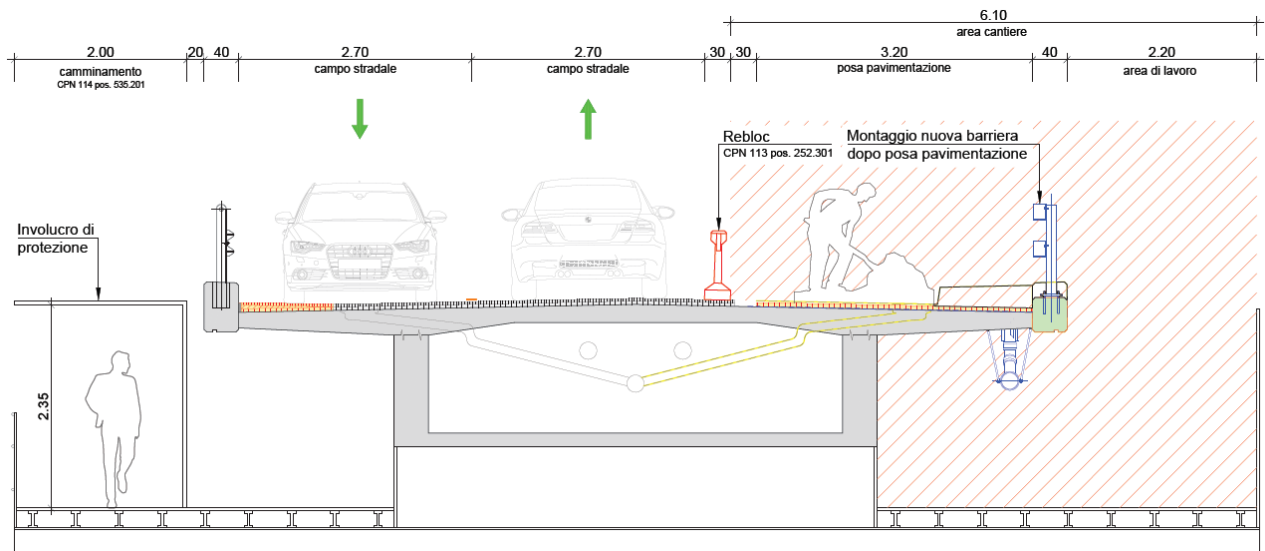 6.10
area cantiere
2.00 20 40 2.70 2.70 30 30 3.20 40 2.20
camminamento campo stradale campo stradale posa pavimentazione area di lavoro
CPN 114 pos. 535.201
Rebloc
CPN 113 pos. 252.301
Montaggio nuova barriera
dopo posa pavimentazione
Involucro di
protezione
2.35